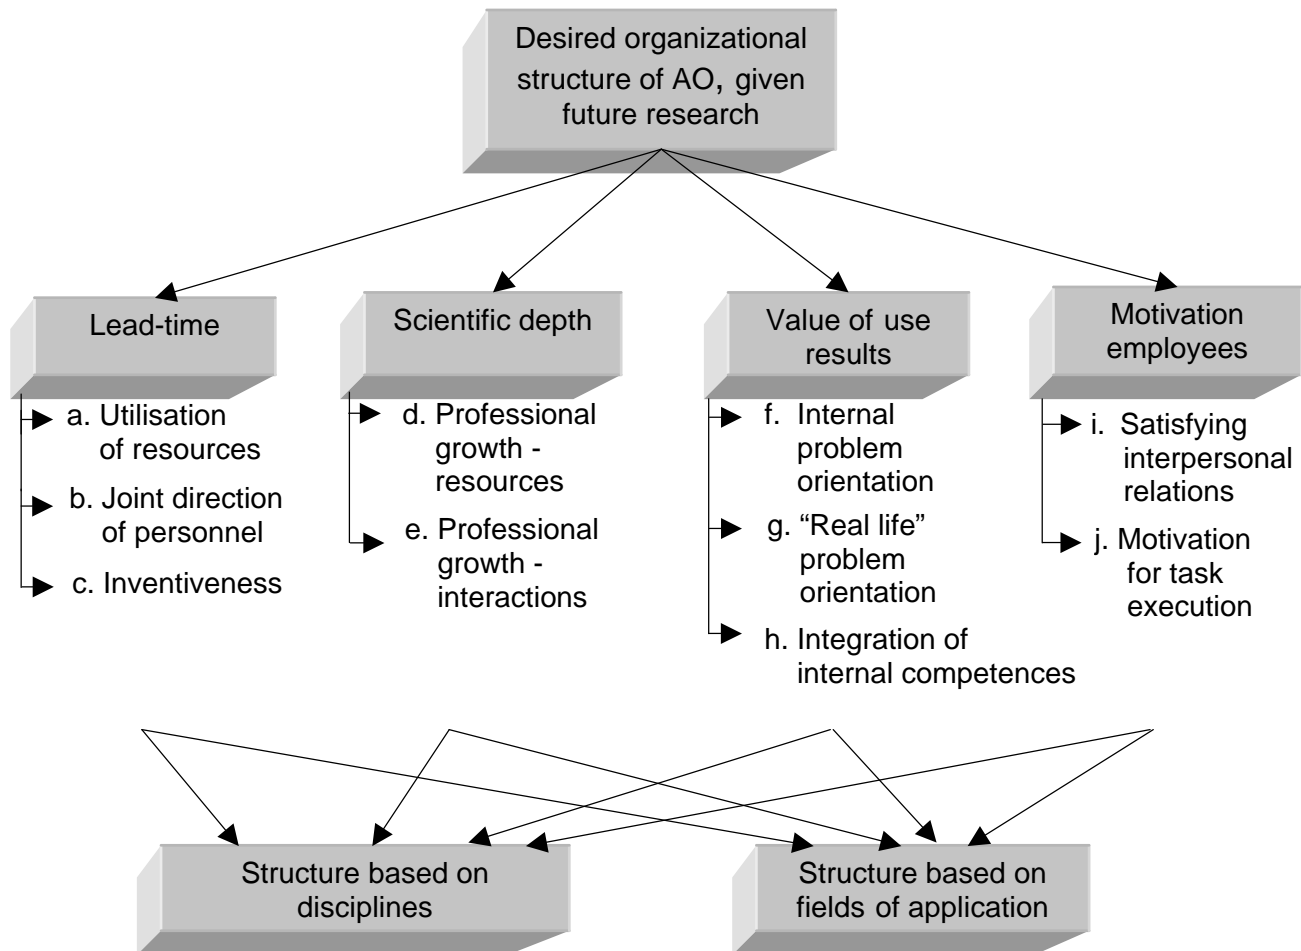 Desired organizational
structure of AO, given
future research
Lead-time
Scientific depth
Value of use
results
Motivation
employees
a. Utilisation
of resources
b. Joint direction
of personnel
c. Inventiveness
d. Professional
growth -
resources
e. Professional
growth -
interactions
f. Internal
problem
orientation
g. “Real life”
problem
orientation
h. Integration of
internal competences
i. Satisfying
interpersonal
relations
j. Motivation
for task
execution
Structure based on
disciplines
Structure based on
fields of application